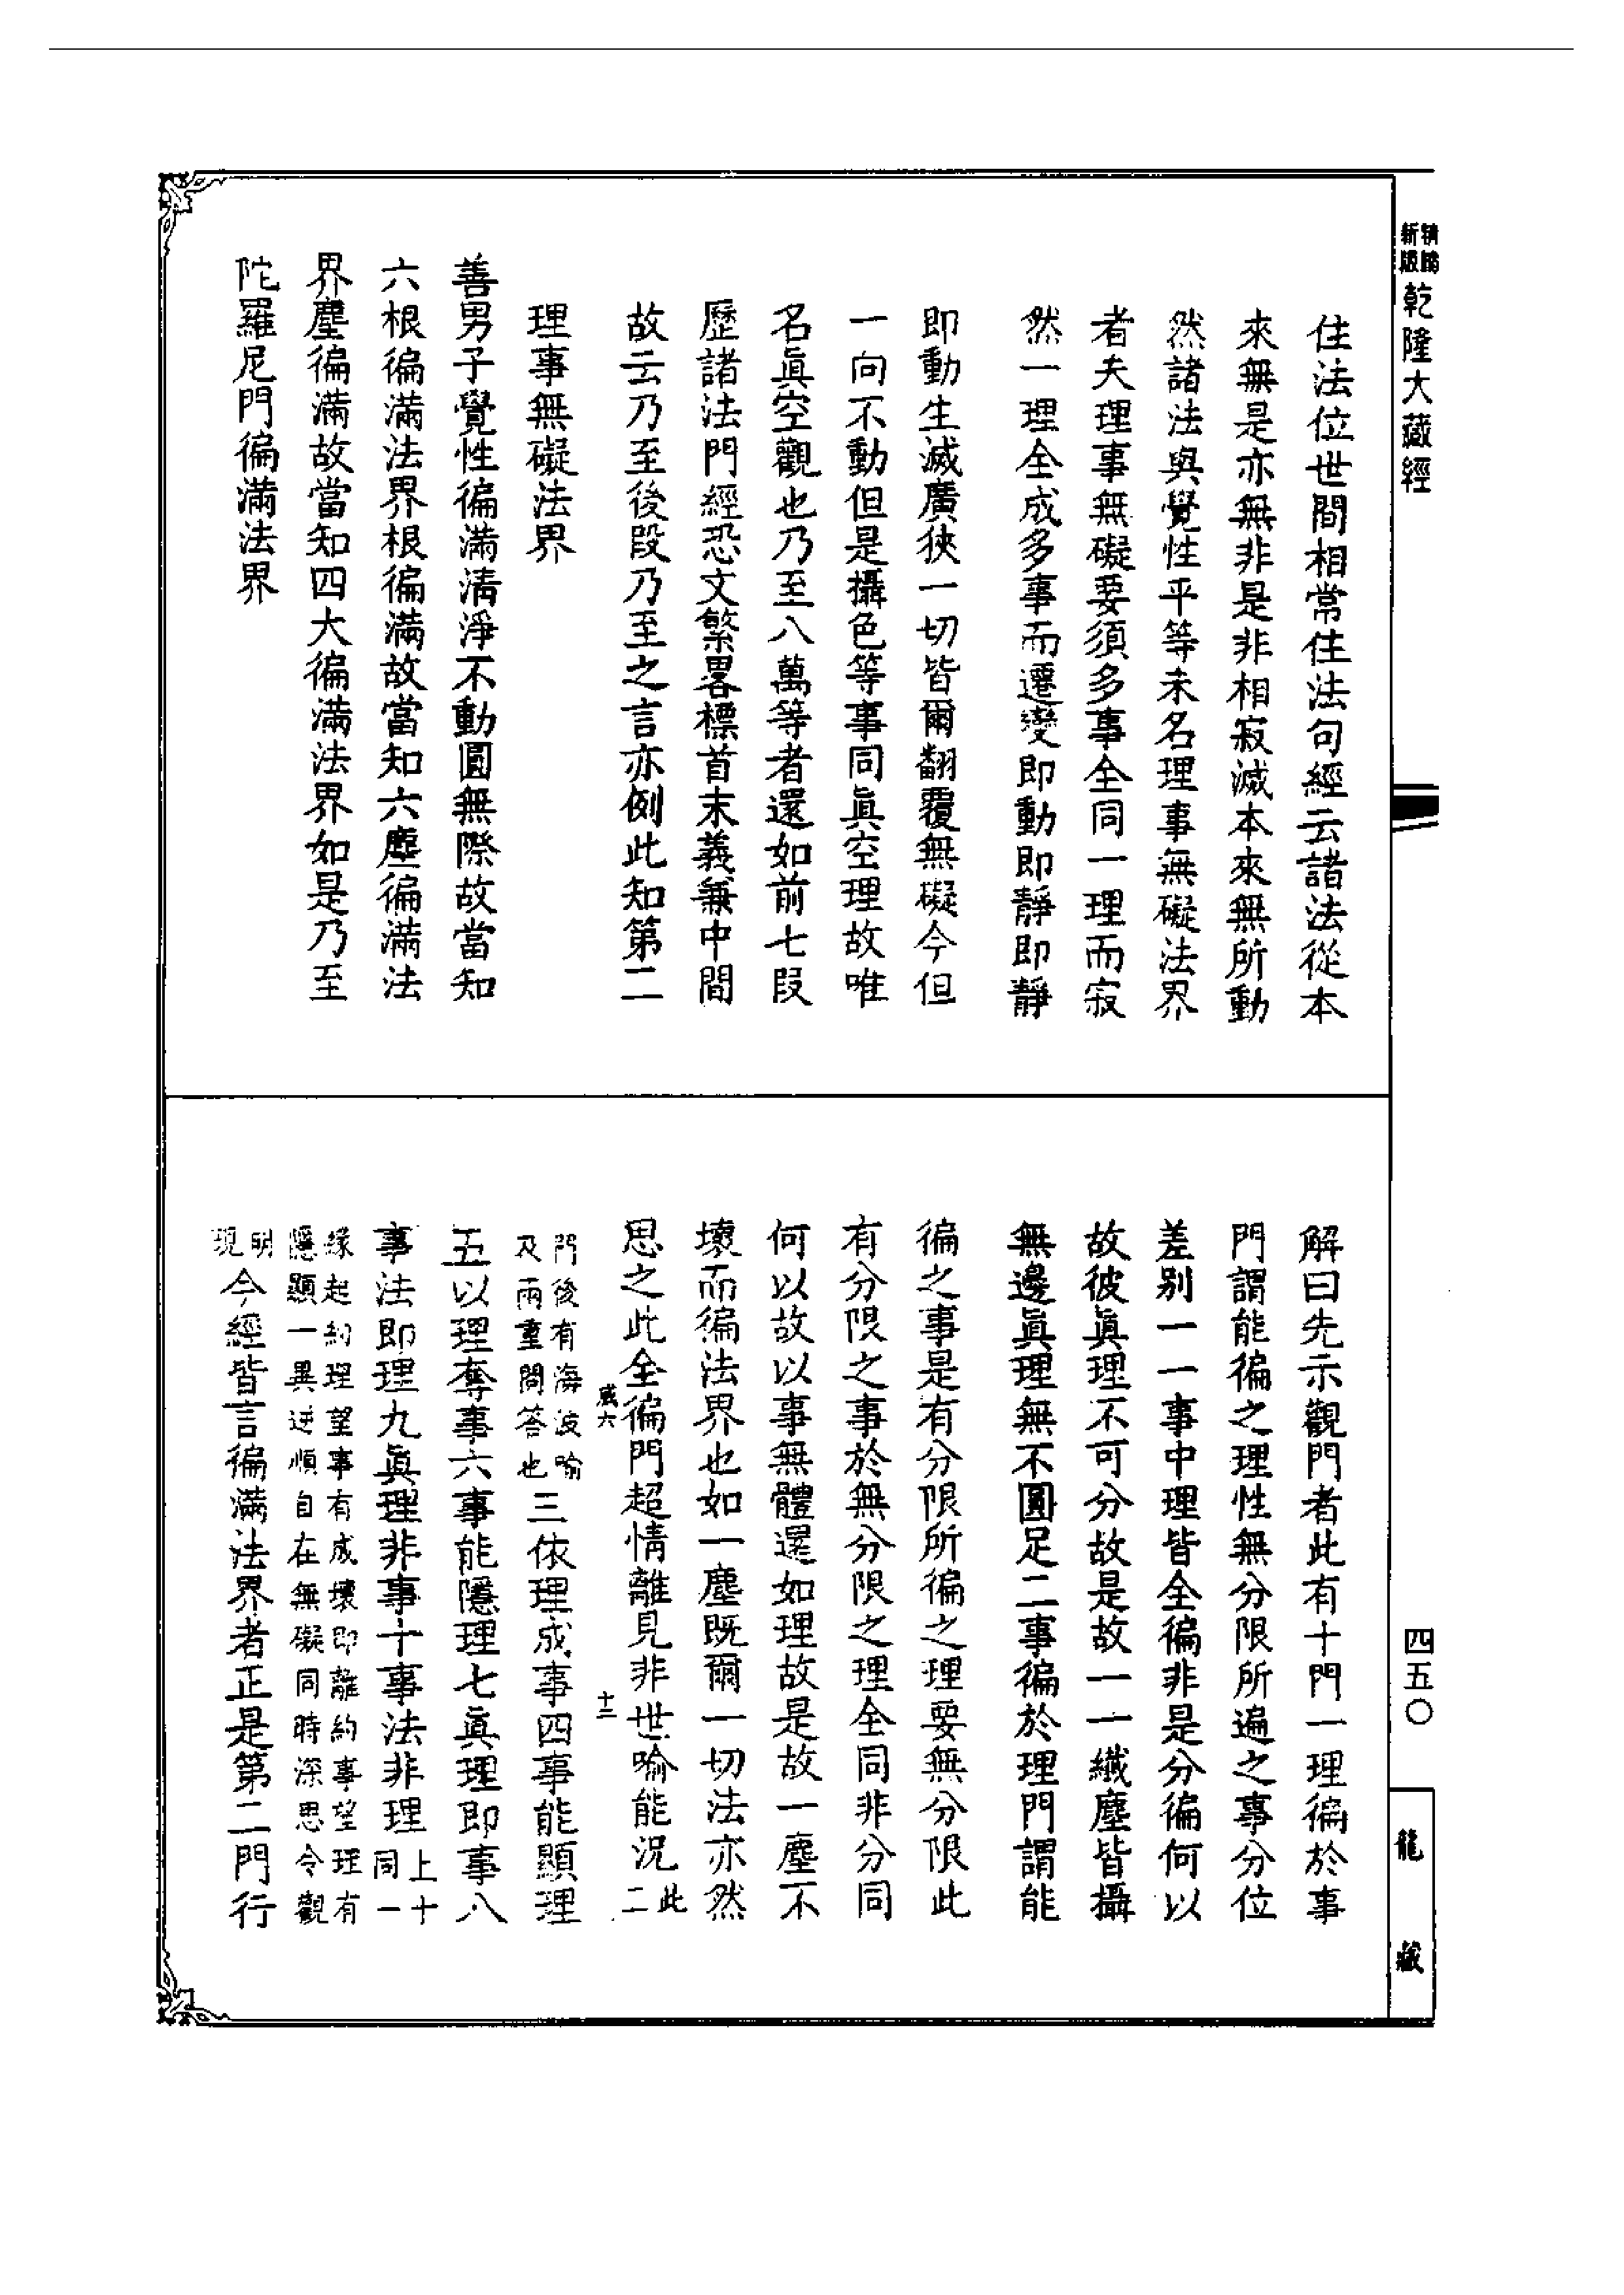 新版
精騰
乾隆大藏經
住法位世間相常住法句經云諸法從本
來無是亦無非是非相寂滅本來無所動
然諸法與覺性平等未名理事無礙法界
者夫理事無礙要須多事全同一理而寂
然一理全成多事而遷變即動即靜即靜
即動生滅廣狹一切皆爾翻覆無礙今但
一向不動但是攝色等事同眞空理故唯
名眞空觀也乃至八萬等者還如前七段
歷諸法門經恐文繁畧標首末義兼中間
故云乃至後段乃至之言亦例此知第二
理事無礙法界
善男子覺性徧滿清淨不動圓無際故當知
六根徧滿法界根徧滿故當知六塵徧滿法
界塵徧滿故當知四大徧滿法界如是乃至
陀羅尼門徧滿法界
解曰先示觀門者此有十門一理徧於事
門謂能徧之理性無分限所遍之事分位
差别一一事中理皆全徧非是分徧何以
故彼眞理不可分故是故一一纖塵皆攝
無邊眞理無不圓足二事徧於理門謂能
徧之事是有分限所徧之理要無分限此
有分限之事於無分限之理全同非分同
何以故以事無體還如理故是故一塵不
壞而徧法界也如一塵既爾一切法亦然
思之此全徧門超情離見非世喻能況此二
感六
十三
門後有海波喻及兩重問答也三依理成事四事能顯理
五以理奪事六事能隱理七眞理即事八
事法即理九眞理非事十事法非理上十同一
緣起約理望事有成壞即離約事望理有隱顯一異逆順自在無礙同時深思令觀
明現今經皆言徧滿法界者正是第二門行
四五〇
龍藏